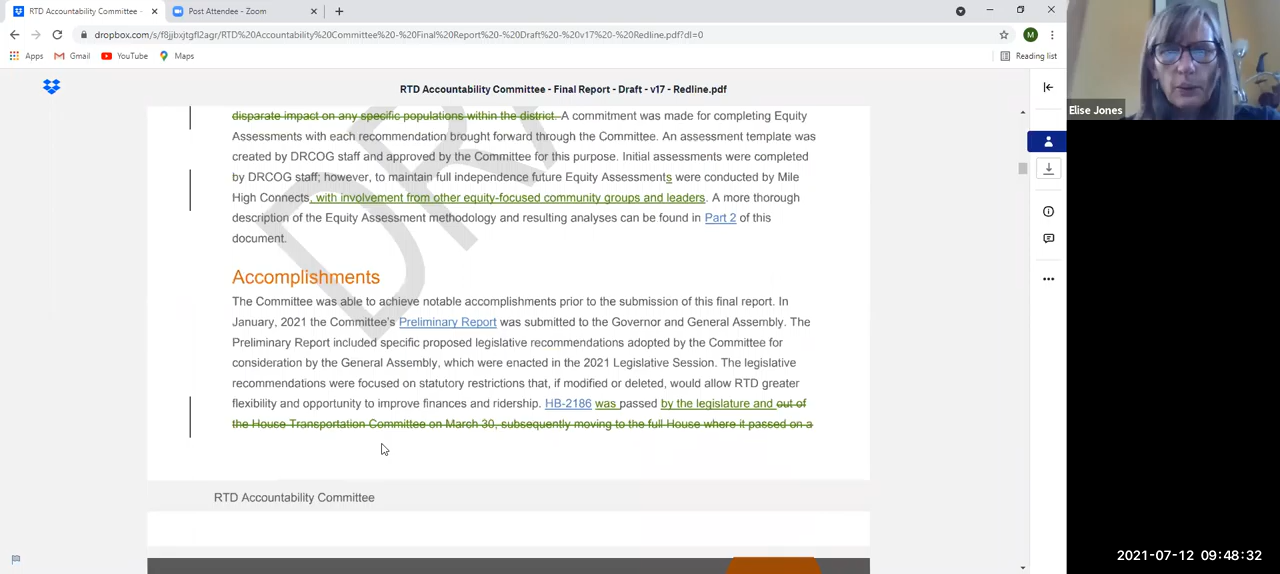 RTD Accountability Committee -
Post Attendee - Zoom
dropbox.com/s/f8jjbxjtgfl2agr/RTD%20Accountability%20Committee%20-%20Final%20Report%20-%20Draft%20-%20v17%20-%20Redline.pdf?dl=0
M
Apps
Gmail
YouTube
Maps
Reading list
RTD Accountability Committee - Final Report - Draft - v17 - Redline.pdf
Elise Jones
DRA
disparate impact on any specific populations within the district. A commitment was made for completing Equity
Assessments with each recommendation brought forward through the Committee. An assessment template was
created by DRCOG staff and approved by the Committee for this purpose. Initial assessments were completed
by DRCOG staff; however, to maintain full independence future Equity Assessments were conducted by Mile
High Connects, with involvement from other equity-focused community groups and leaders. A more thorough
description of the Equity Assessment methodology and resulting analyses can be found in Part 2 of this
document.
Accomplishments
The Committee was able to achieve notable accomplishments prior to the submission of this final report. In
January, 2021 the Committee's Preliminary Report was submitted to the Governor and General Assembly. The
Preliminary Report included specific proposed legislative recommendations adopted by the Committee for
consideration by the General Assembly, which were enacted in the 2021 Legislative Session. The legislative
recommendations were focused on statutory restrictions that, if modified or deleted, would allow RTD greater
flexibility and opportunity to improve finances and ridership. HB-2186 was passed by the legislature and out of
the House Transportation Committee on March 30, subsequently moving to the full House where it passed on a
RTD Accountability Committee
2021-07-12 09:48:32